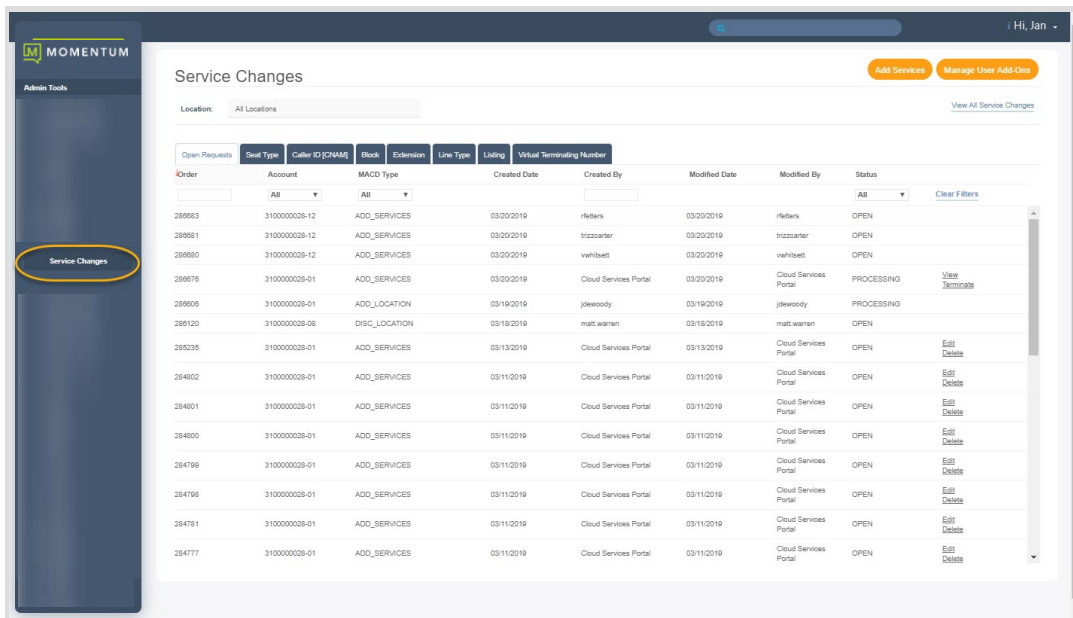 Hi, Jan
M MOMENTUM
Admin Tools
Service Changes
Service Changes
Add Services Manage User Add-Ons
Location: All Locations View All Service Changes
Open Requests Seat Type Caller ID [CNAM] Block Extension Line Type Listing Virtual Terminating Number
Order Account MACD Type Created Date Created By Modified Date Modified By Status
All All All Clear Filters
286683 3100000028-12 ADD_SERVICES 03/20/2019 rfetters 03/20/2019 rfetters OPEN
286681 3100000028-12 ADD_SERVICES 03/20/2019 trizzcarter 03/20/2019 trizzcarter OPEN
286680 3100000028-12 ADD_SERVICES 03/20/2019 vwhitsett 03/20/2019 vwhitsett OPEN
286676 3100000028-01 ADD_SERVICES 03/20/2019 Cloud Services Portal 03/20/2019 Cloud Services Portal PROCESSING View Terminate
286606 3100000028-01 ADD_LOCATION 03/19/2019 jdewoody 03/19/2019 jdewoody PROCESSING
286120 3100000028-08 DISC_LOCATION 03/18/2019 matt.warren 03/18/2019 matt.warren OPEN
285235 3100000028-01 ADD_SERVICES 03/13/2019 Cloud Services Portal 03/13/2019 Cloud Services Portal OPEN Edit Delete
284802 3100000028-01 ADD_SERVICES 03/11/2019 Cloud Services Portal 03/11/2019 Cloud Services Portal OPEN Edit Delete
284801 3100000028-01 ADD_SERVICES 03/11/2019 Cloud Services Portal 03/11/2019 Cloud Services Portal OPEN Edit Delete
284800 3100000028-01 ADD_SERVICES 03/11/2019 Cloud Services Portal 03/11/2019 Cloud Services Portal OPEN Edit Delete
284799 3100000028-01 ADD_SERVICES 03/11/2019 Cloud Services Portal 03/11/2019 Cloud Services Portal OPEN Edit Delete
284798 3100000028-01 ADD_SERVICES 03/11/2019 Cloud Services Portal 03/11/2019 Cloud Services Portal OPEN Edit Delete
284781 3100000028-01 ADD_SERVICES 03/11/2019 Cloud Services Portal 03/11/2019 Cloud Services Portal OPEN Edit Delete
284777 3100000028-01 ADD_SERVICES 03/11/2019 Cloud Services Portal 03/11/2019 Cloud Services Portal OPEN Edit Delete